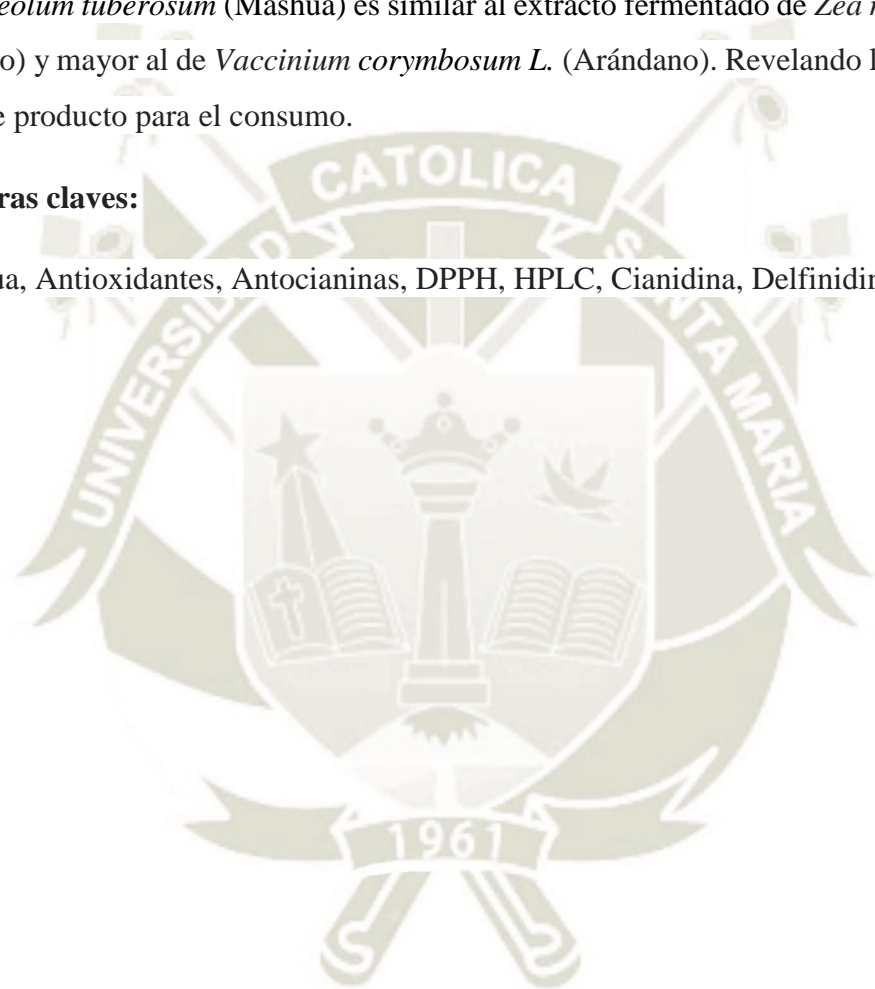 eolum tuberosum (Mashua) es similar al extracto fermentado de Zea
o) y mayor al de Vaccinium corymbosum L. (Arándano). Revelando
e producto para el consumo.
ras claves:
ua, Antioxidantes, Antocianinas, DPPH, HPLC, Cianidina, Delfinidin
UNIVERSIDAD CATOLICA SANTA MARIA
1961